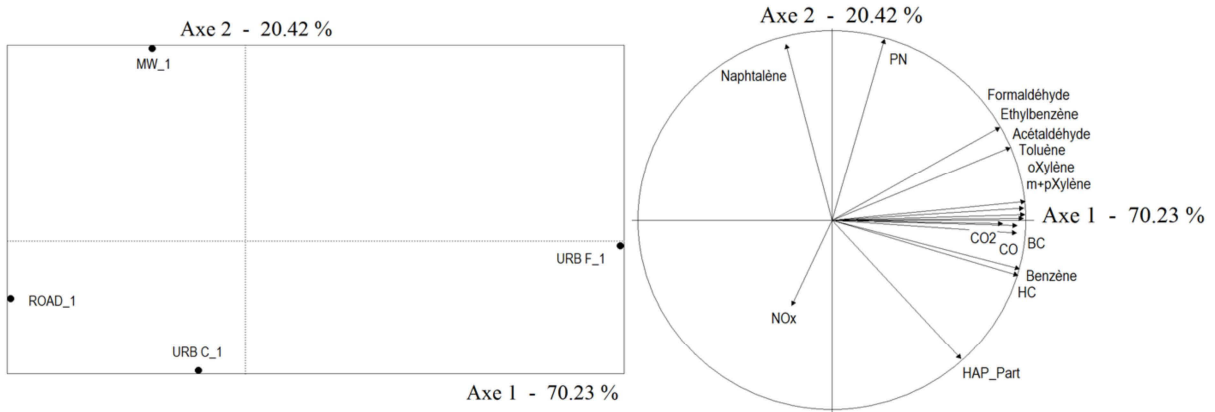 Axe 2 - 20.42 %
MW_1
URB F_1
ROAD_1
URB C_1
Axe 1 - 70.23 %
Axe 2 - 20.42 %
Naphtalène
PN
Formaldéhyde
Ethylbenzène
Acétaldéhyde
Toluène
oXylène
m+pXylène
Axe 1 - 70.23 %
CO2
CO
BC
Benzène
HC
NOx
HAP_Part